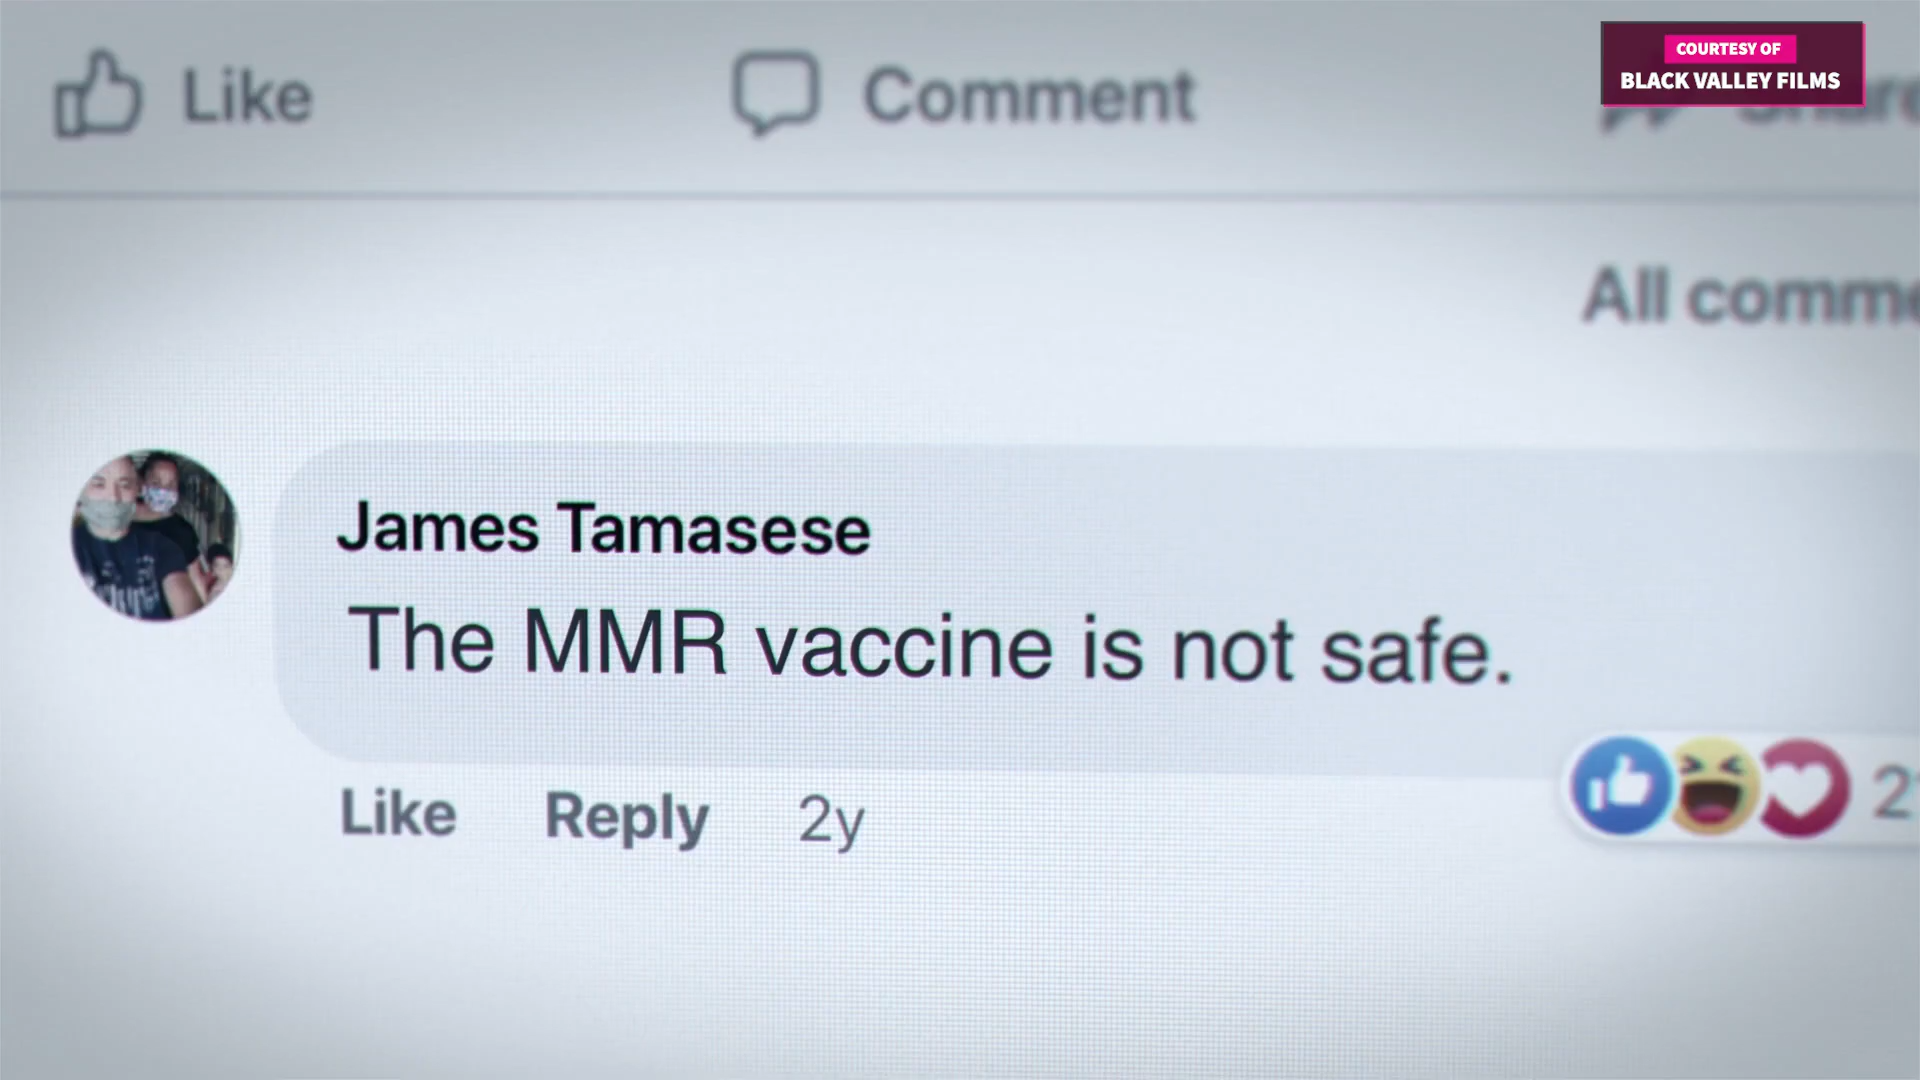 Like
Comment
COURTESY OF
BLACK VALLEY FILMS
All
James Tamasese
The MMR vaccine is not safe.
Like Reply 2y